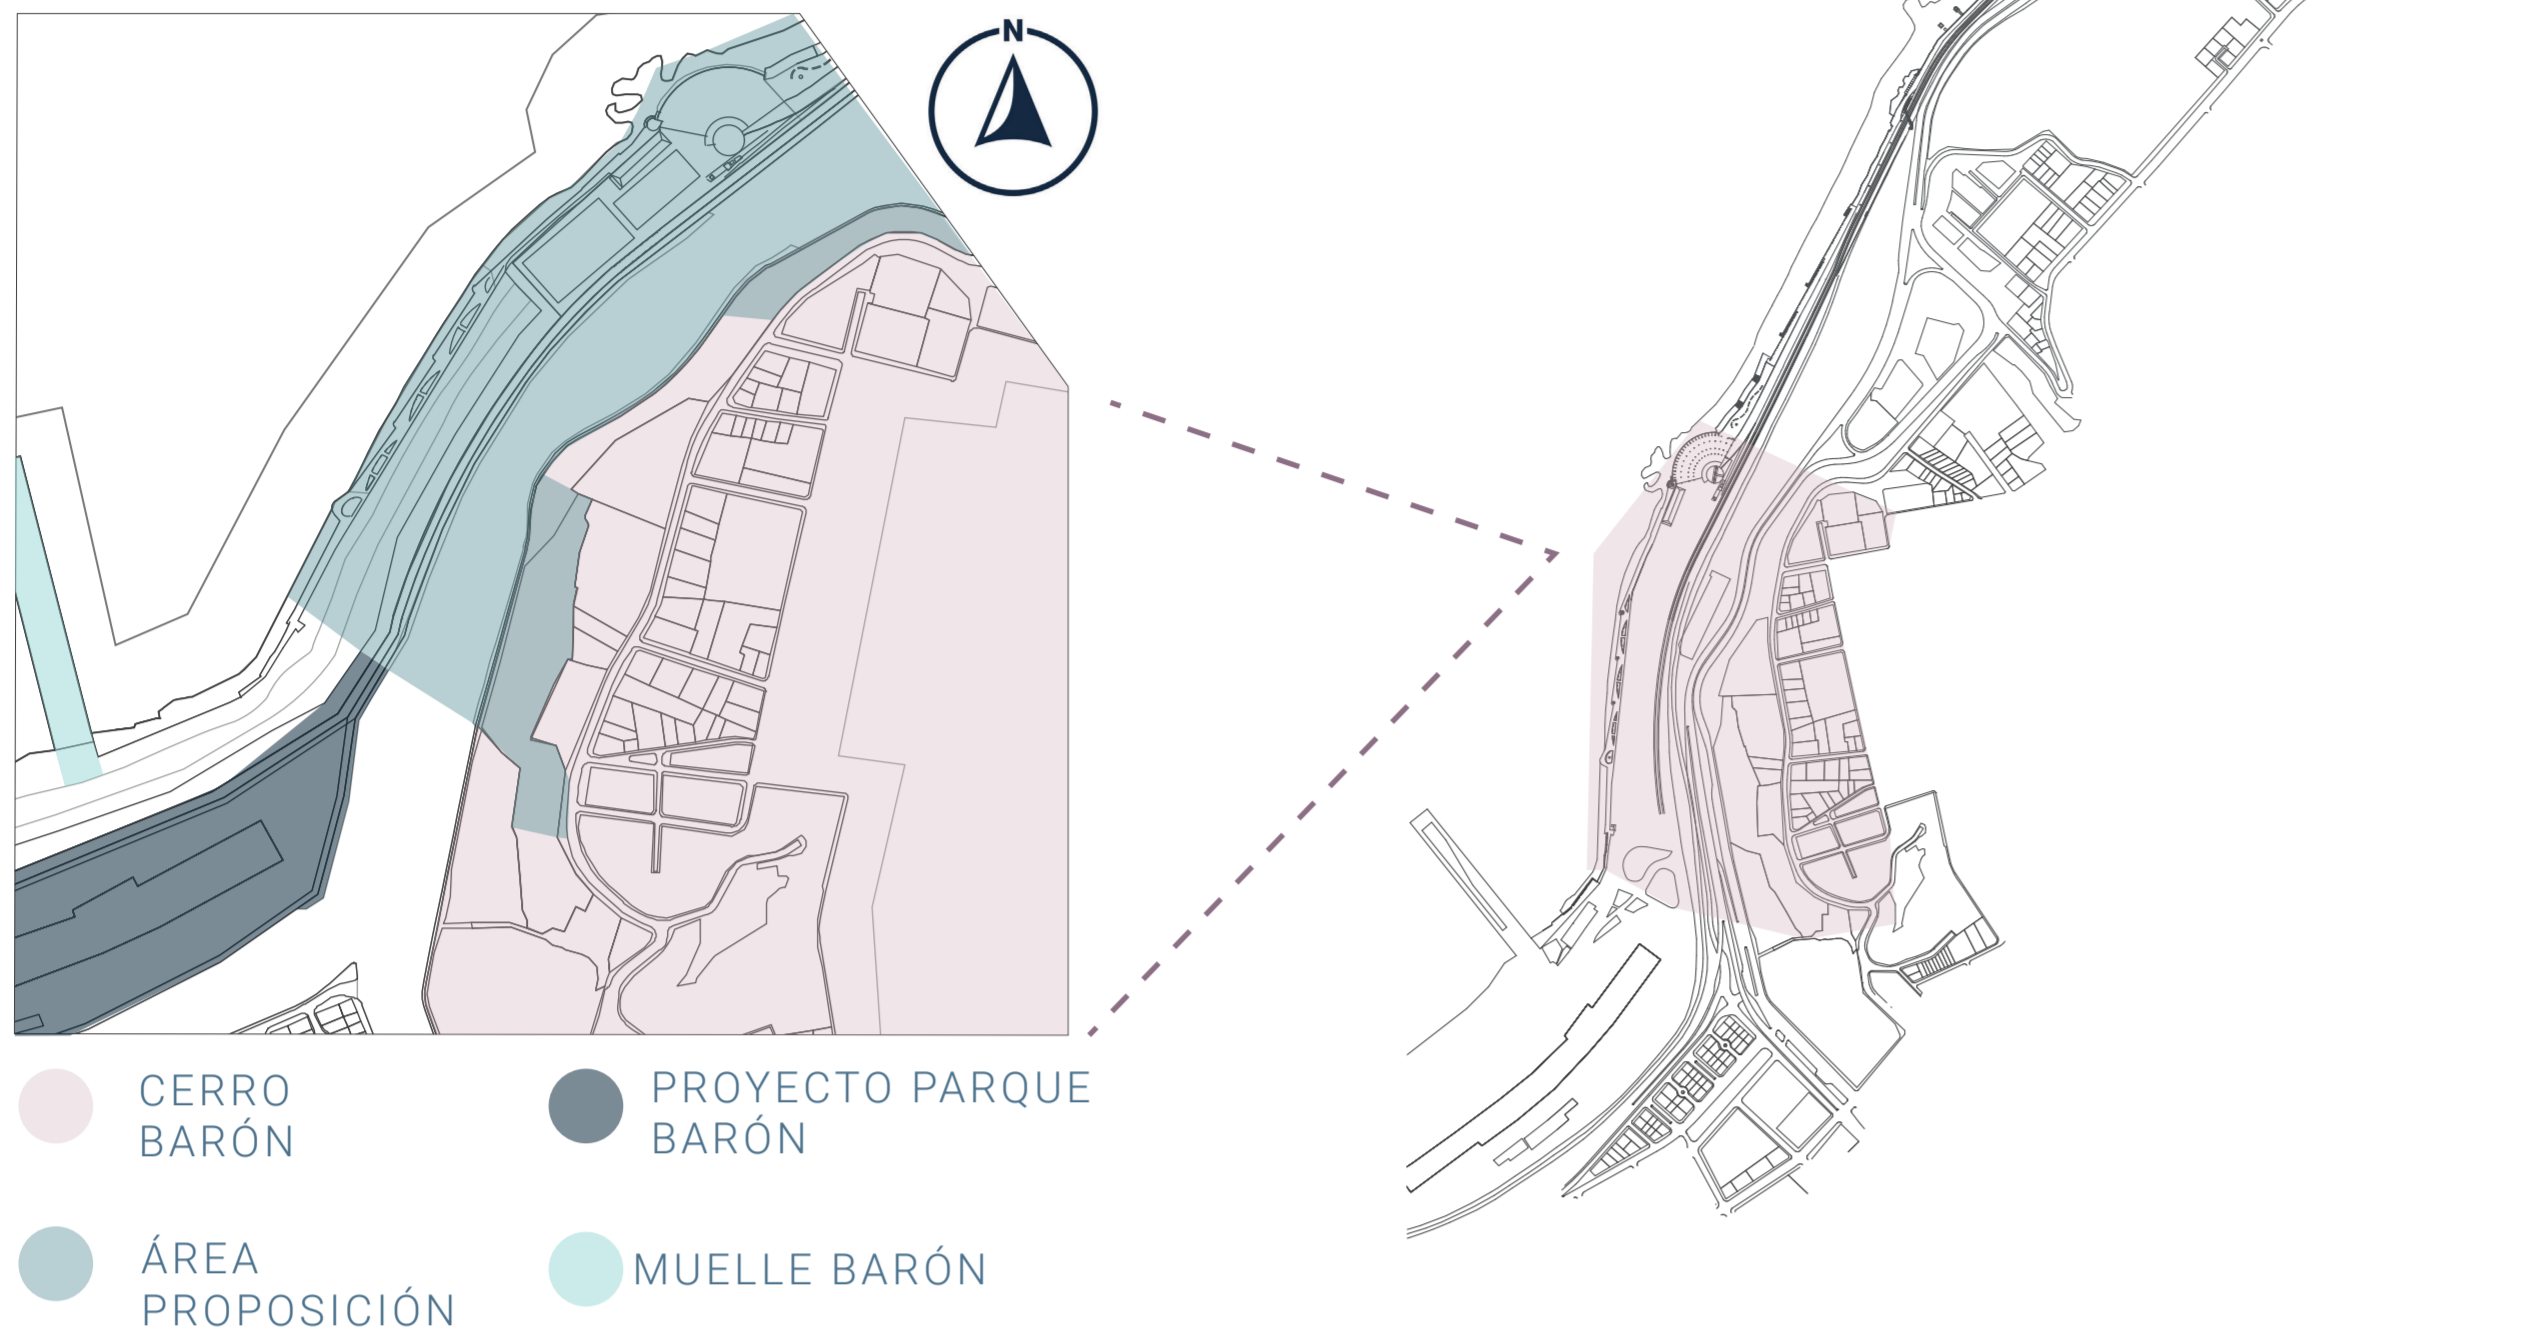 N
CERRO
BARÓN
PROYECTO PARQUE
BARÓN
ÁREA
PROPOSICIÓN
MUELLE BARÓN